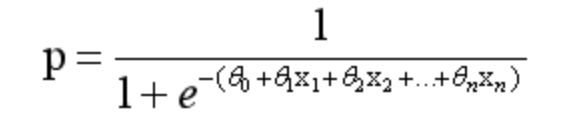 p = 1 / (1 + e^−(θ₀ + θ₁x₁ + θ₂x₂ + ... + θₙxₙ))